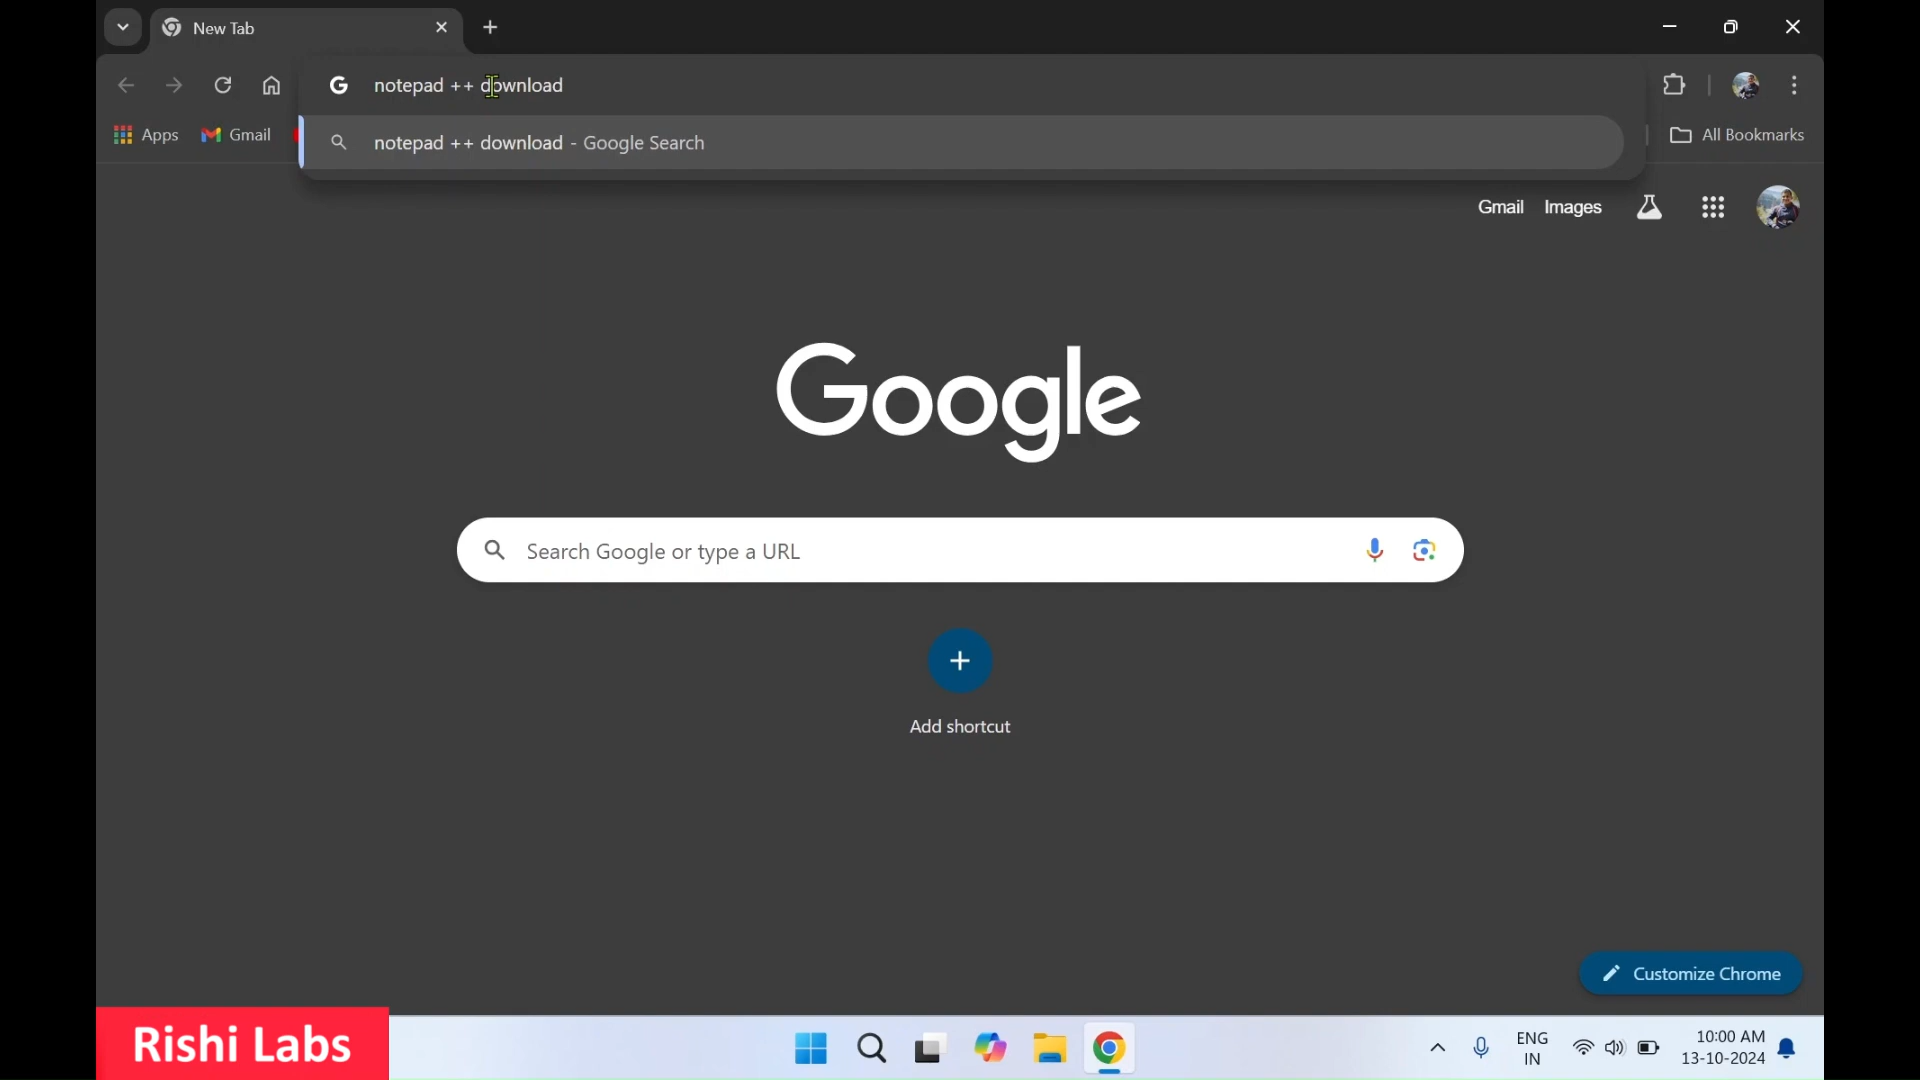 New Tab
notepad ++ download
Apps
Gmail
notepad ++ download - Google Search
All Bookmarks
Gmail
Images
Google
Search Google or type a URL
Add shortcut
Customize Chrome
Rishi Labs
ENG
IN
10:00 AM
13-10-2024